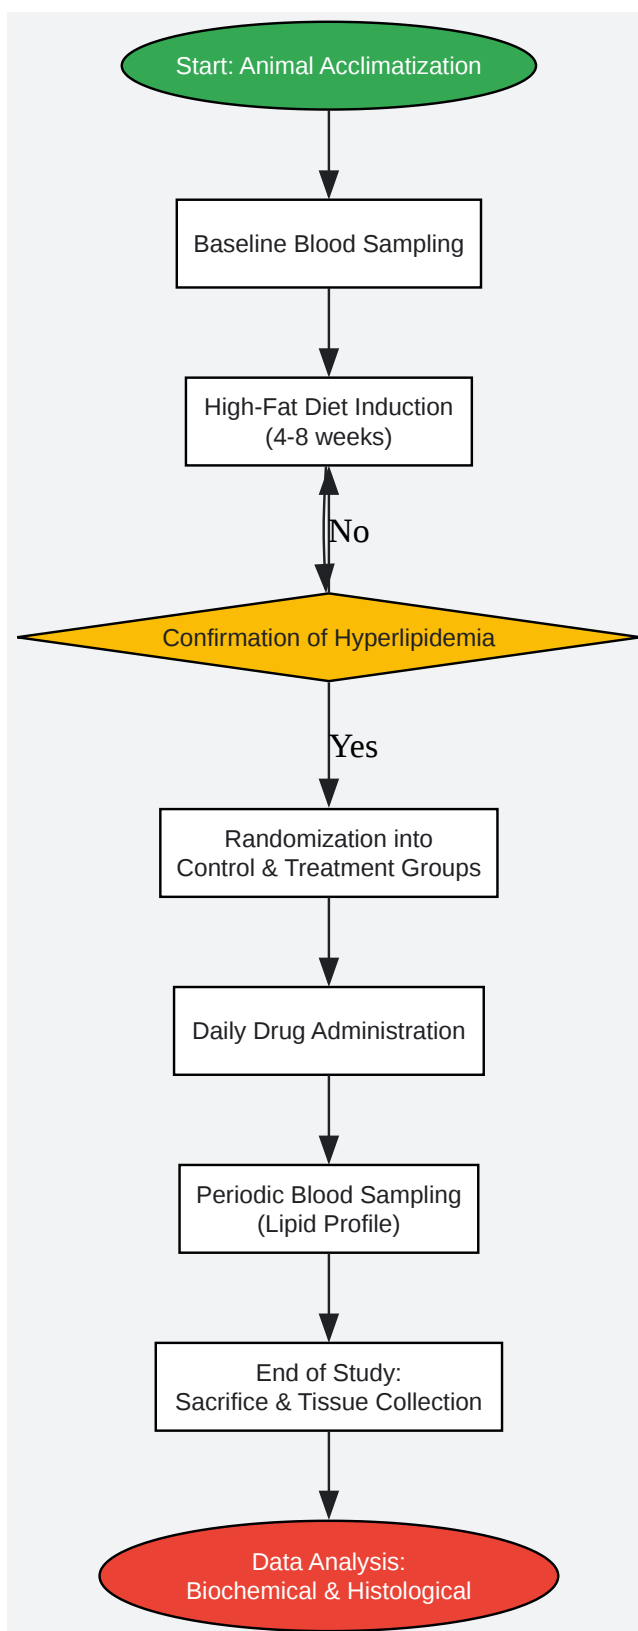 Start: Animal Acclimatization
Baseline Blood Sampling
High-Fat Diet Induction
(4-8 weeks)
No
Confirmation of Hyperlipidemia
Yes
Randomization into
Control & Treatment Groups
Daily Drug Administration
Periodic Blood Sampling
(Lipid Profile)
End of Study:
Sacrifice & Tissue Collection
Data Analysis:
Biochemical & Histological